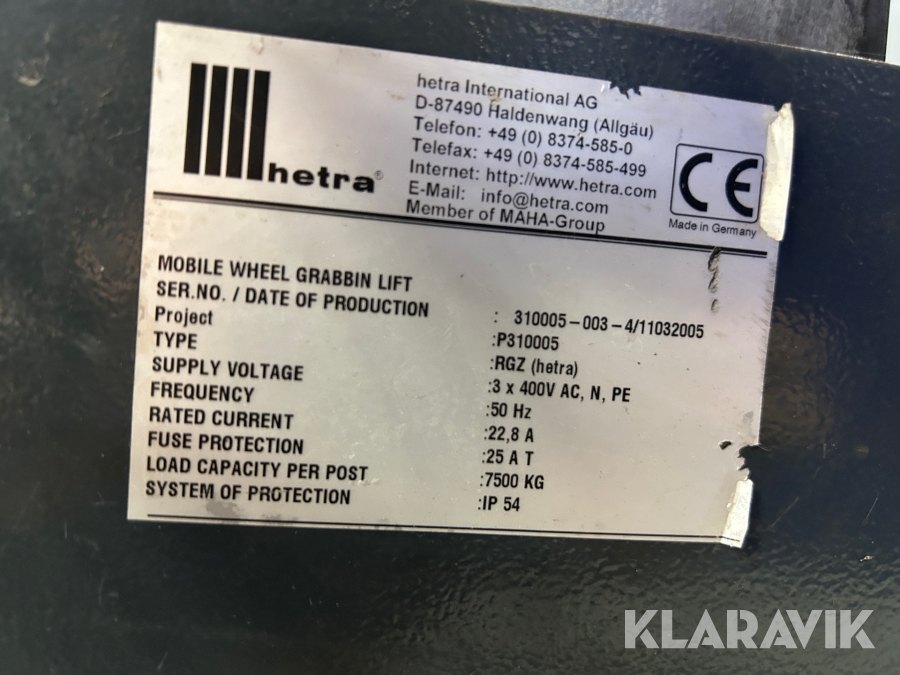 hetra®
hetra International AG
D-87490 Haldenwang (Allgäu)
Telefon: +49 (0) 8374-585-0
Telefax: +49 (0) 8374-585-499
Internet: http://www.hetra.com
E-Mail: info@hetra.com
Member of MAHA-Group
CE
Made in Germany
MOBILE WHEEL GRABBIN LIFT
SER.NO. / DATE OF PRODUCTION : 310005-003-4/11032005
Project :P310005
TYPE :RGZ (hetra)
SUPPLY VOLTAGE :3 x 400V AC, N, PE
FREQUENCY :50 Hz
RATED CURRENT :22,8 A
FUSE PROTECTION :25 A T
LOAD CAPACITY PER POST :7500 KG
SYSTEM OF PROTECTION :IP 54
KLARAVIK